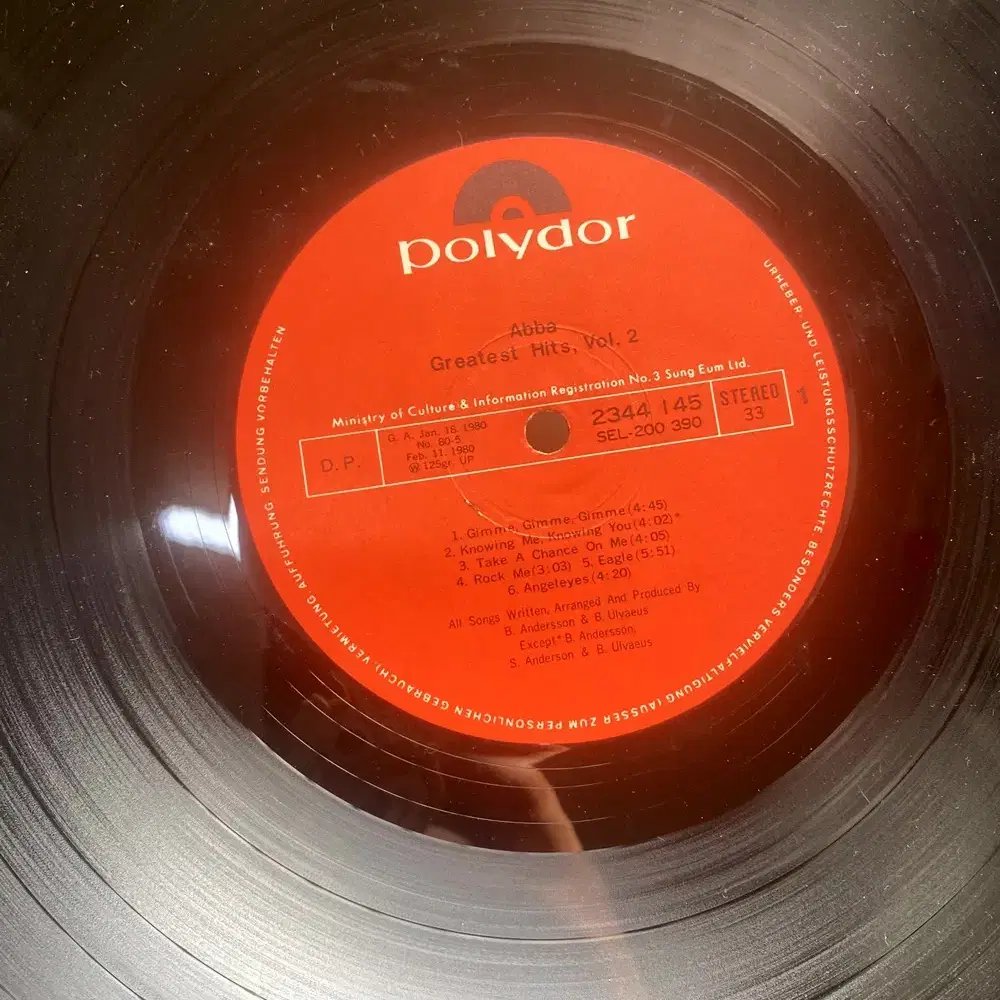 polydor
Abba
Greatest Hits, Vol. 2
Ministry of Culture & Information Registration No. 3 Sung Eum Ltd.
D. P.
G. A. Jan. 18. 1980
No. 80-5
Feb. 11. 1980
Ⓦ 125gr. UP
2344 145
SEL-200 390
STEREO
33
1
1. Gimme, Gimme, Gimme(4:45)
2. Knowing Me, Knowing You(4:02)*
3. Take A Chance On Me(4:05)
4. Rock Me(3:03) 5. Eagle(5:51)
6. Angeleyes(4:20)
All Songs Written, Arranged And Produced By
B. Andersson & B. Ulvaeus
Except* B. Andersson,
S. Anderson & B. Ulvaeus
URHEBER- UND LEISTUNGSSCHUTZRECHTE BESONDERS VERVIELFÄLTIGUNG (AUSSER ZUM PERSÖNLICHEN GEBRAUCH), VERMIETUNG AUFFÜHRUNG SENDUNG VORBEHALTEN